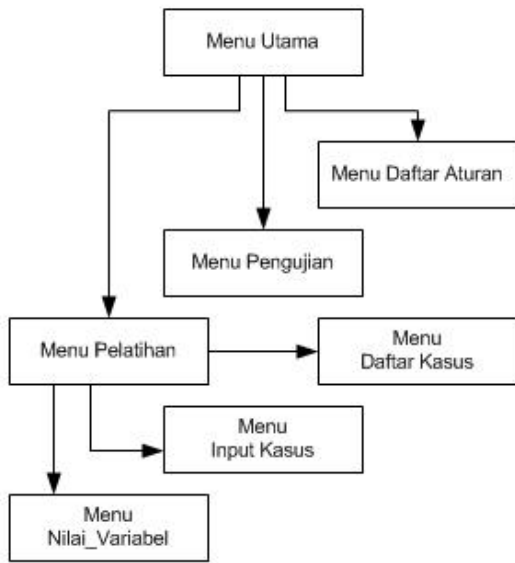 Menu Utama
Menu Daftar Aturan
Menu Pengujian
Menu Pelatihan
Menu
Daftar Kasus
Menu
Input Kasus
Menu
Nilai_Variabel